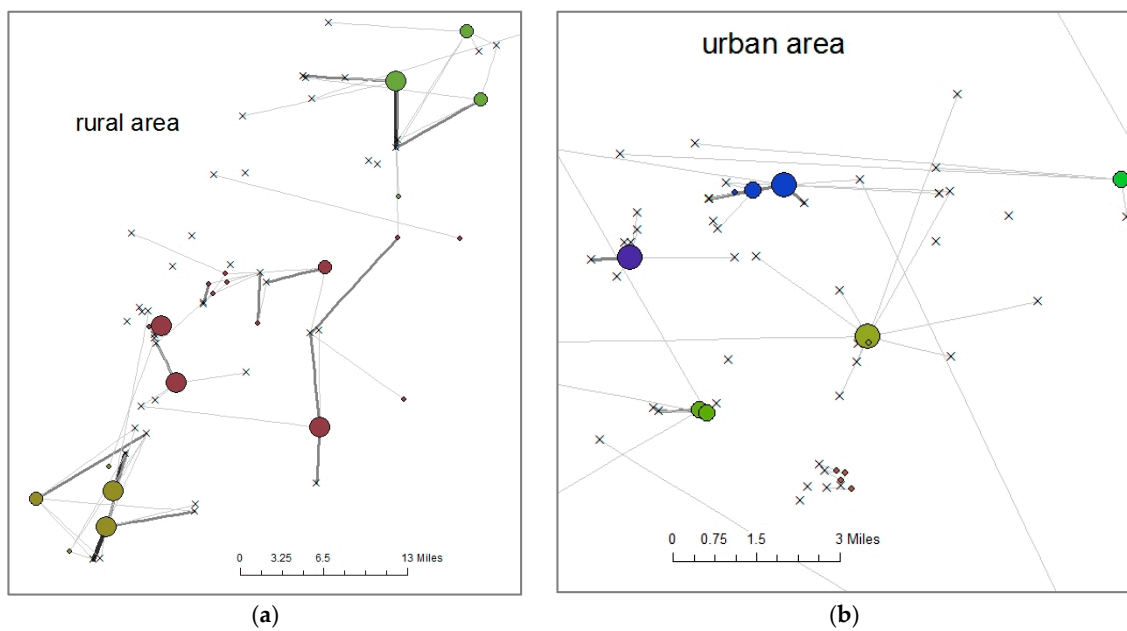 rural area
0 3.25 6.5 13 Miles
(a)
urban area
0 0.75 1.5 3 Miles
(b)